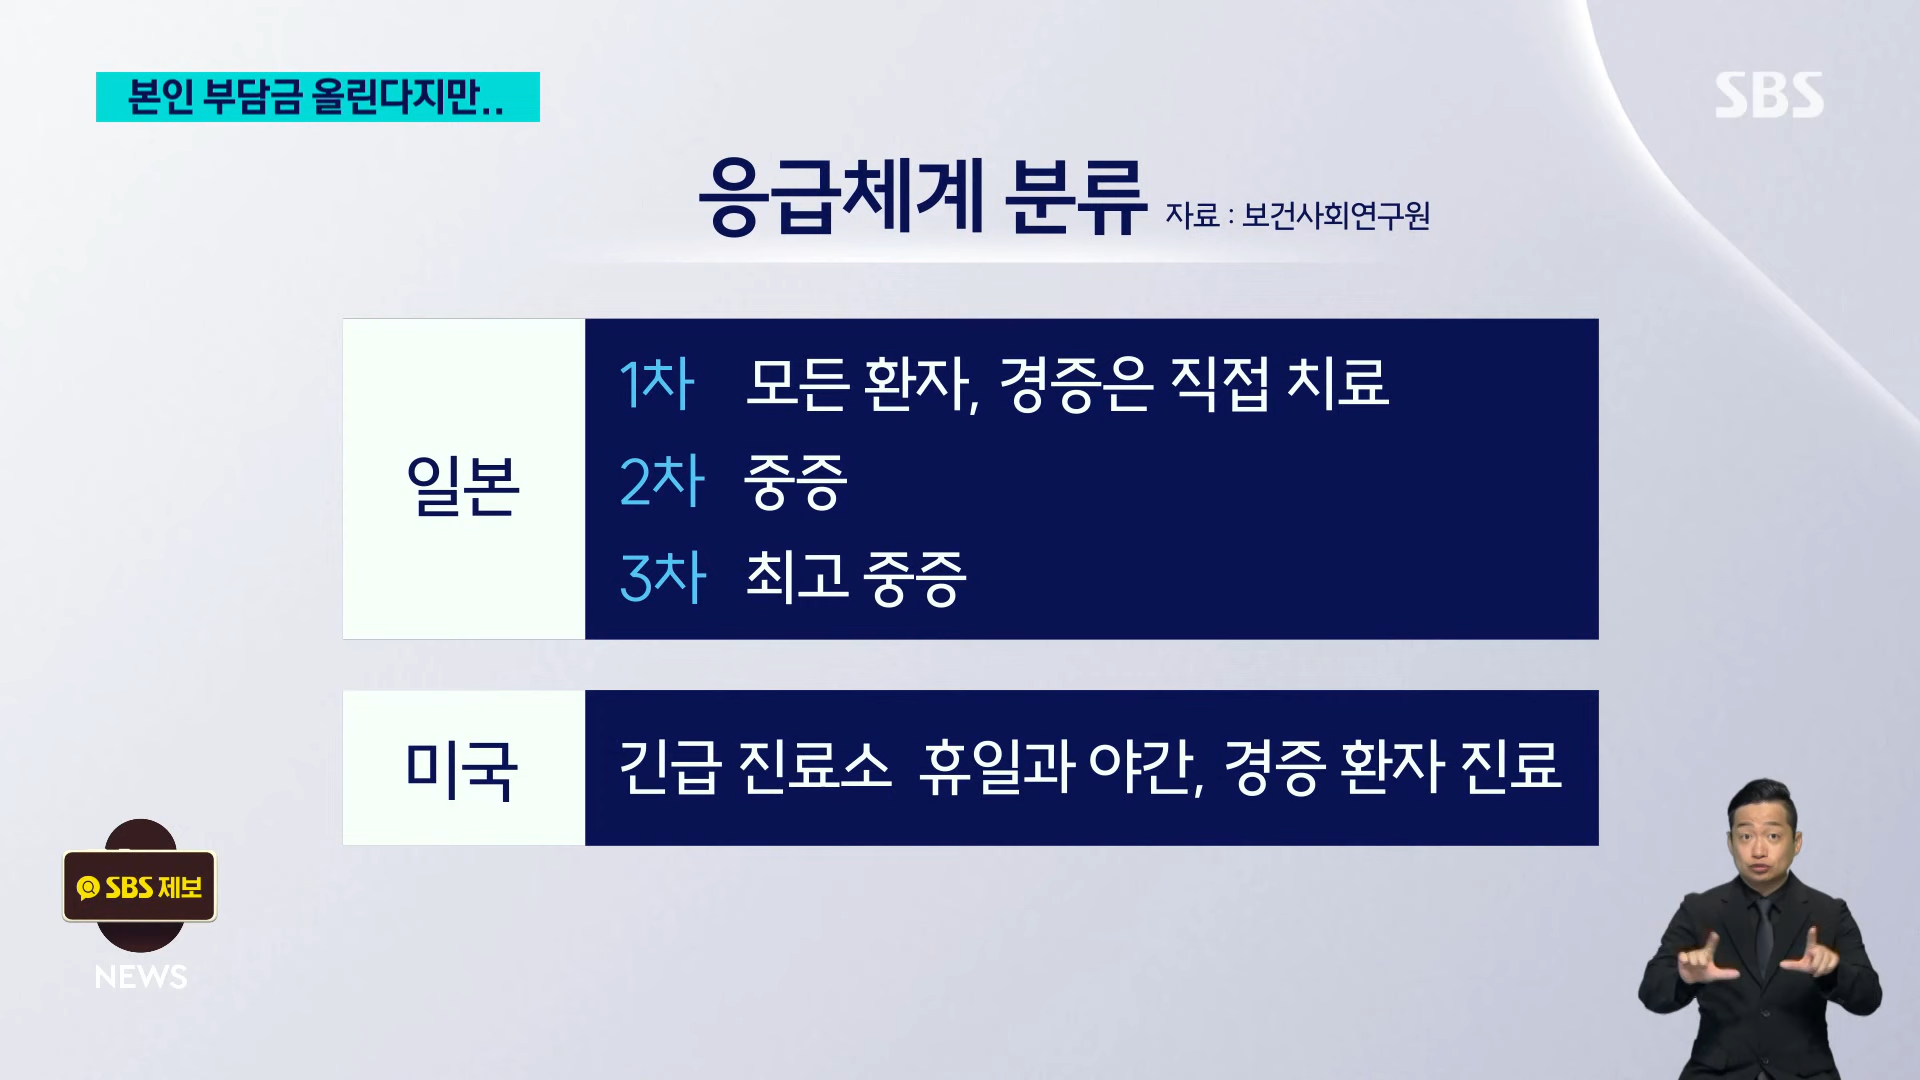 본인 부담금 올린다지만..
SBS
응급체계 분류 자료 : 보건사회연구원
일본
1차 모든 환자, 경증은 직접 치료
2차 중증
3차 최고 중증
미국
긴급 진료소 휴일과 야간, 경증 환자 진료
SBS 제보
NEWS